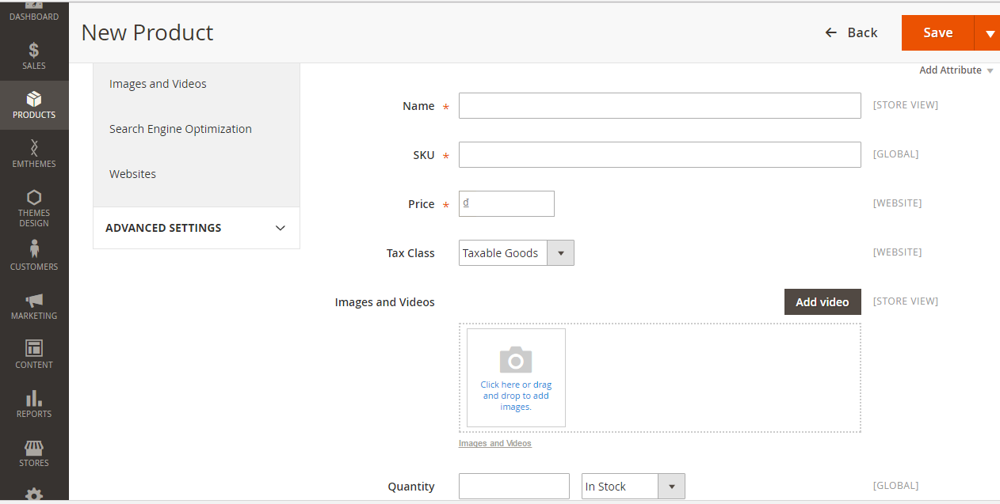 DASHBOARD
SALES
PRODUCTS
EMTHEMES
THEMES
DESIGN
CUSTOMERS
MARKETING
CONTENT
REPORTS
STORES
New Product
Back
Save
Images and Videos
Search Engine Optimization
Websites
ADVANCED SETTINGS
Add Attribute
Name * [STORE VIEW]
SKU * [GLOBAL]
Price * ₫ [WEBSITE]
Tax Class Taxable Goods [WEBSITE]
Images and Videos Add video [STORE VIEW]
Click here or drag
and drop to add
images.
Images and Videos
Quantity In Stock [GLOBAL]